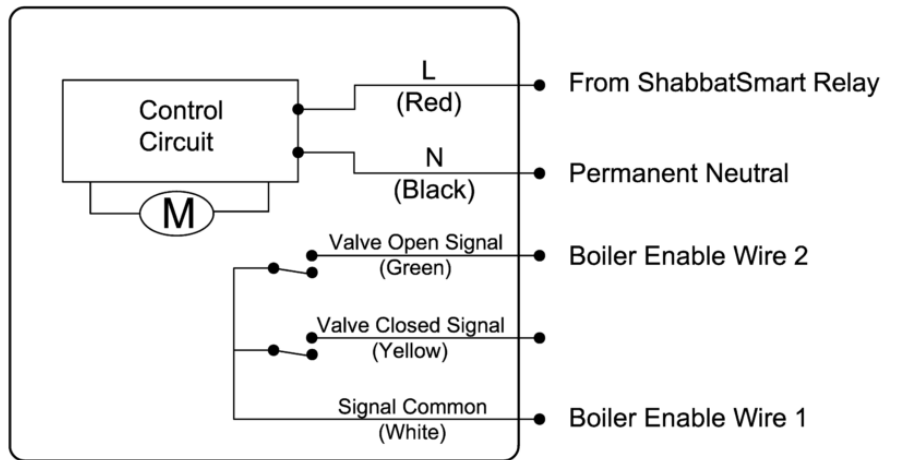 Control
Circuit
M
L
(Red)
From ShabbatSmart Relay
N
(Black)
Permanent Neutral
Valve Open Signal
(Green)
Boiler Enable Wire 2
Valve Closed Signal
(Yellow)
Signal Common
(White)
Boiler Enable Wire 1